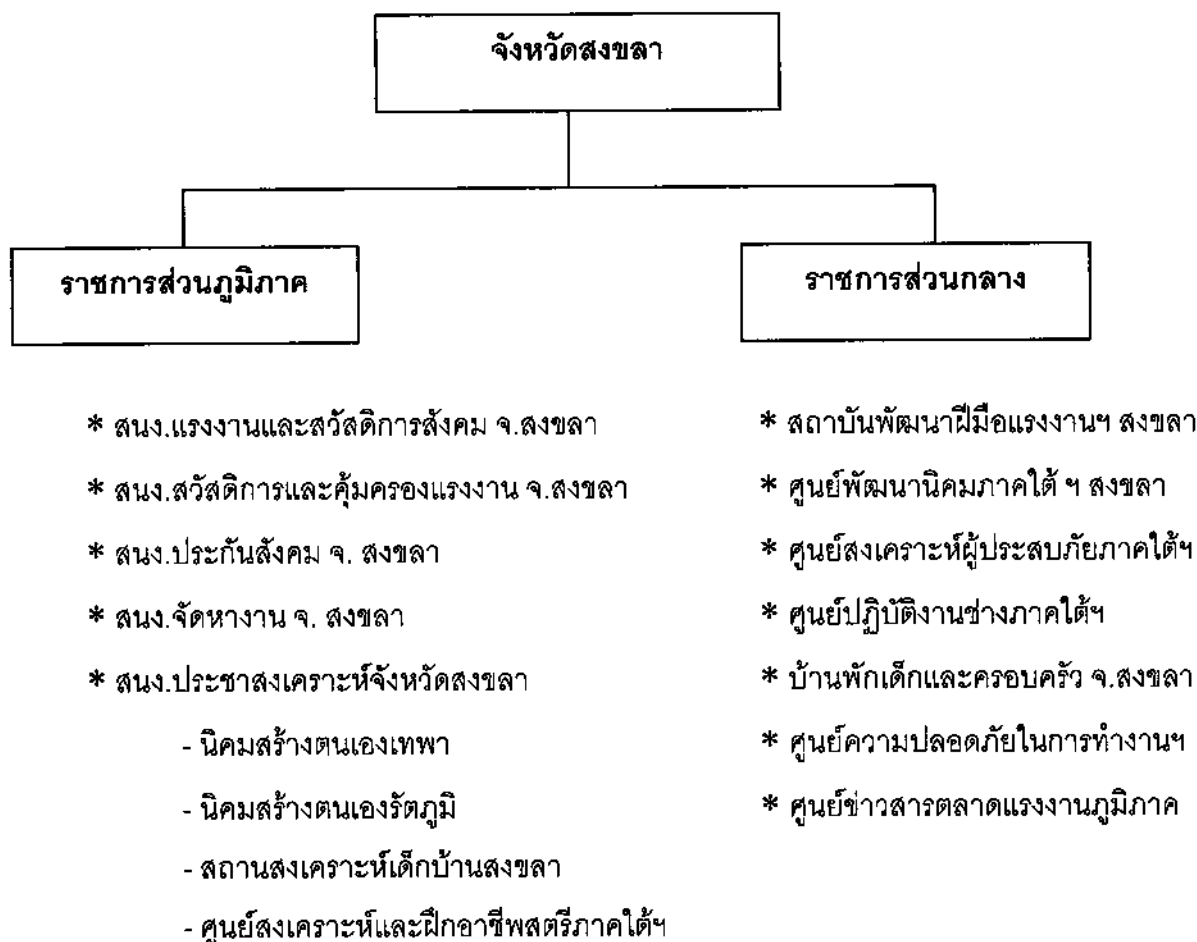 จังหวัดสงขลา
ราชการส่วนภูมิภาค
* สนง.แรงงานและสวัสดิการสังคม จ.สงขลา
* สนง.สวัสดิการและคุ้มครองแรงงาน จ.สงขลา
* สนง.ประกันสังคม จ. สงขลา
* สนง.จัดหางาน จ. สงขลา
* สนง.ประชาสงเคราะห์จังหวัดสงขลา
- นิคมสร้างตนเองเทพา
- นิคมสร้างตนเองรัตภูมิ
- สถานสงเคราะห์เด็กบ้านสงขลา
- ศูนย์สงเคราะห์และฝึกอาชีพสตรีภาคใต้ฯ
ราชการส่วนกลาง
* สถาบันพัฒนาฝีมือแรงงานฯ สงขลา
* ศูนย์พัฒนานิคมภาคใต้ ฯ สงขลา
* ศูนย์สงเคราะห์ผู้ประสบภัยภาคใต้ฯ
* ศูนย์ปฏิบัติงานช่างภาคใต้ฯ
* บ้านพักเด็กและครอบครัว จ.สงขลา
* ศูนย์ความปลอดภัยในการทำงานฯ
* ศูนย์ข่าวสารตลาดแรงงานภูมิภาค